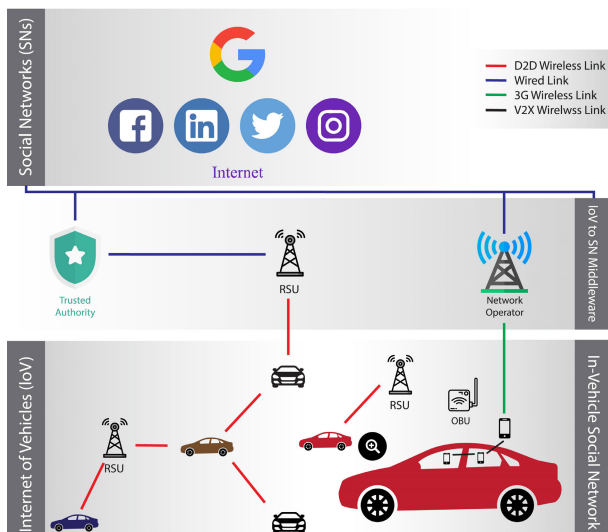 Social Networks (SNs)
f
in
Internet
D2D Wireless Link
Wired Link
3G Wireless Link
V2X Wirelwss Link
IoV to SN Middleware
Trusted
Authority
RSU
Network
Operator
Internet of Vehicles (IoV)
RSU
RSU
OBU
In-Vehicle Social Network